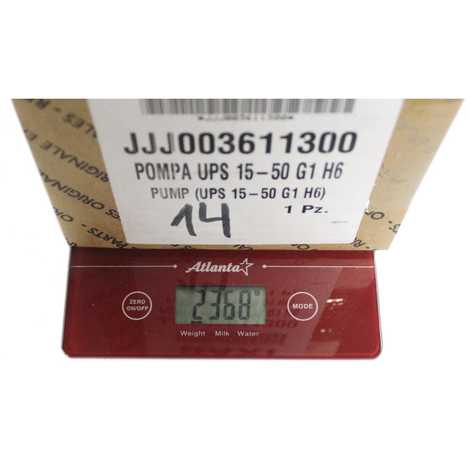 *JJJ003611300*
JJJ003611300
POMPA UPS 15-50 G1 H6
PUMP (UPS 15-50 G1 H6)
14
1 Pz.
Atlanta
ZERO
ON/OFF
2368
MODE
Weight Milk Water